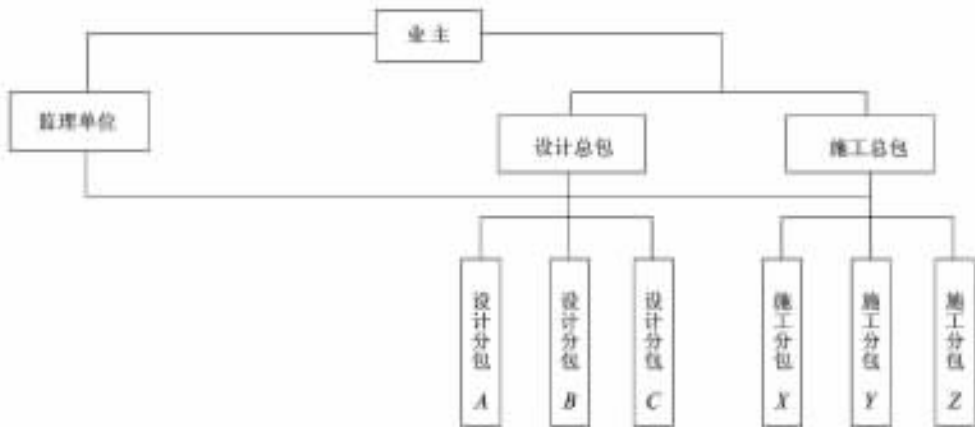 业主
监理单位
设计总包
施工总包
设计分包 A
设计分包 B
设计分包 C
施工分包 X
施工分包 Y
施工分包 Z